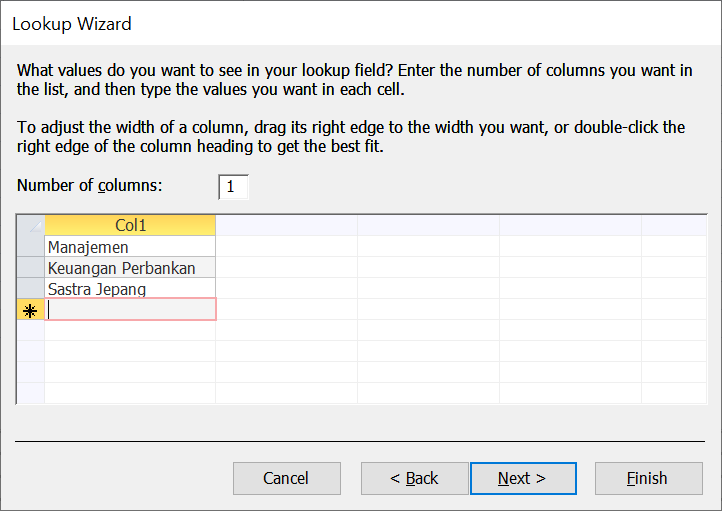 Lookup Wizard
What values do you want to see in your lookup field? Enter the number of columns you want in
the list, and then type the values you want in each cell.
To adjust the width of a column, drag its right edge to the width you want, or double-click the
right edge of the column heading to get the best fit.
Number of columns: 1
Col1
Manajemen
Keuangan Perbankan
Sastra Jepang
Cancel < Back Next > Finish